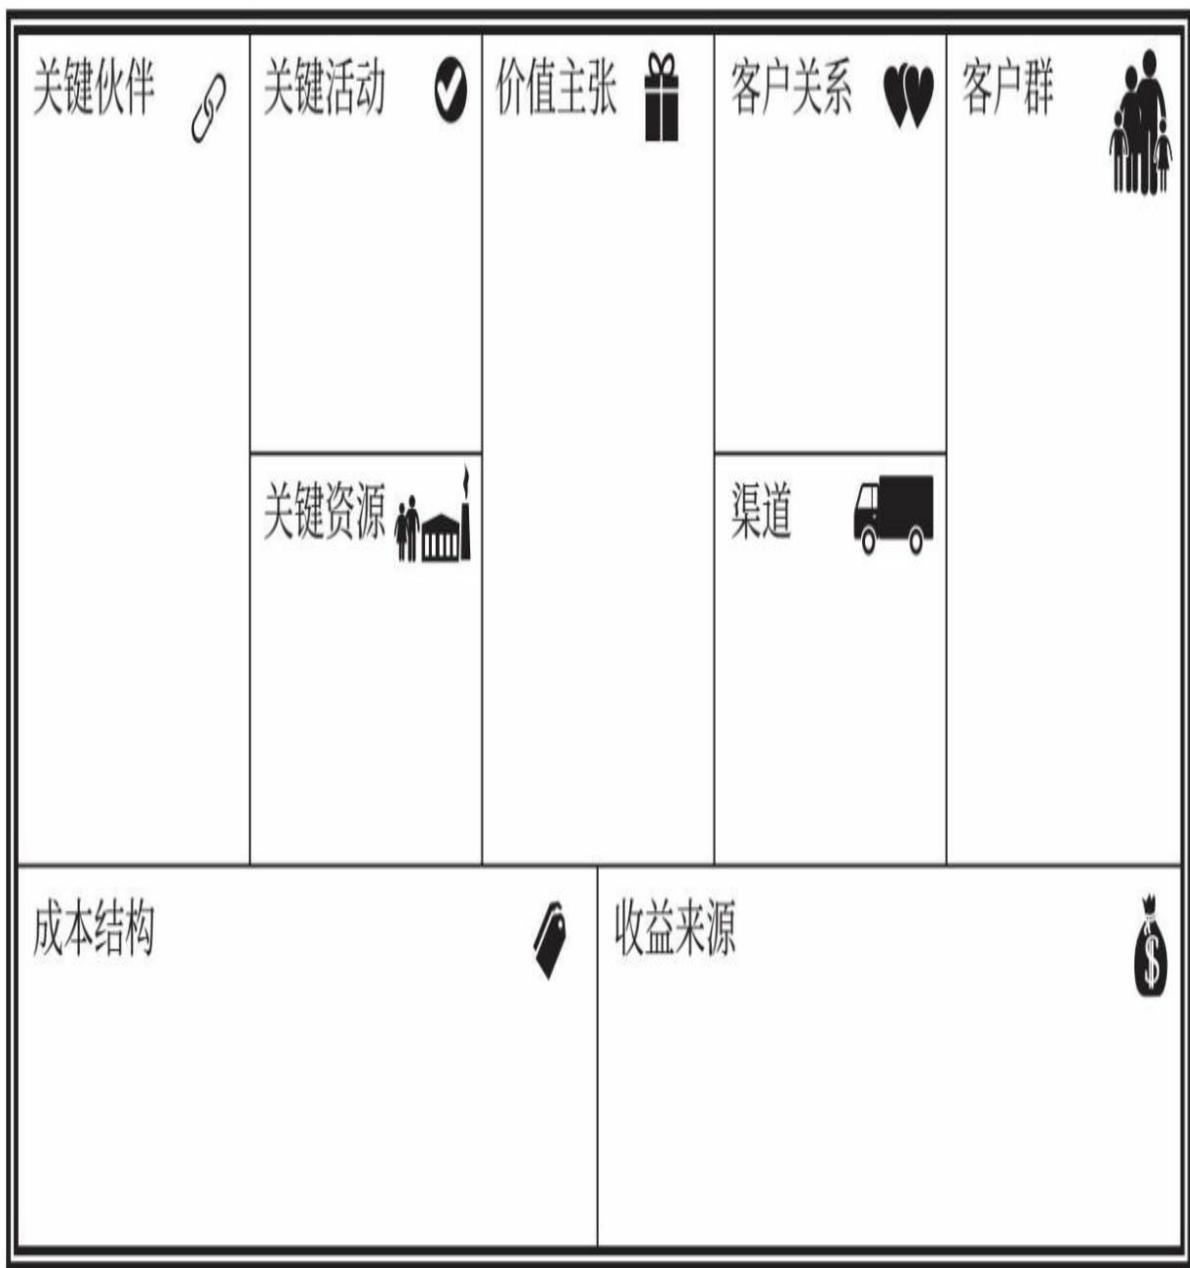 关键伙伴
关键活动
价值主张
客户关系
客户群
关键资源
渠道
成本结构
收益来源
$